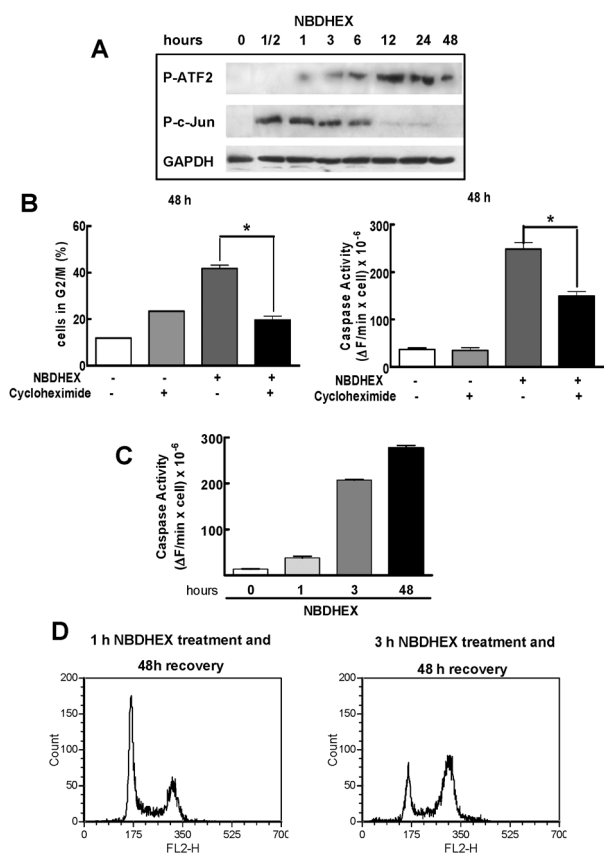 NBDHEX
hours 0 1/2 1 3 6 12 24 48
A
P-ATF2
P-c-Jun
GAPDH
B
48 h
cells in G2/M (%)
60
40
20
0
*
NBDHEX - - + +
Cycloheximide - + - +
48 h
Caspase Activity
(ΔF/min x cell) x 10⁻⁶
300
200
100
0
*
NBDHEX - - + +
Cycloheximide - + - +
C
Caspase Activity
(ΔF/min x cell) x 10⁻⁶
300
200
100
hours 0 1 3 48
NBDHEX
D
1 h NBDHEX treatment and
48h recovery
Count
200
150
100
50
0
0 175 350 525 700
FL2-H
3 h NBDHEX treatment and
48 h recovery
Count
200
150
100
50
0
0 175 350 525 700
FL2-H